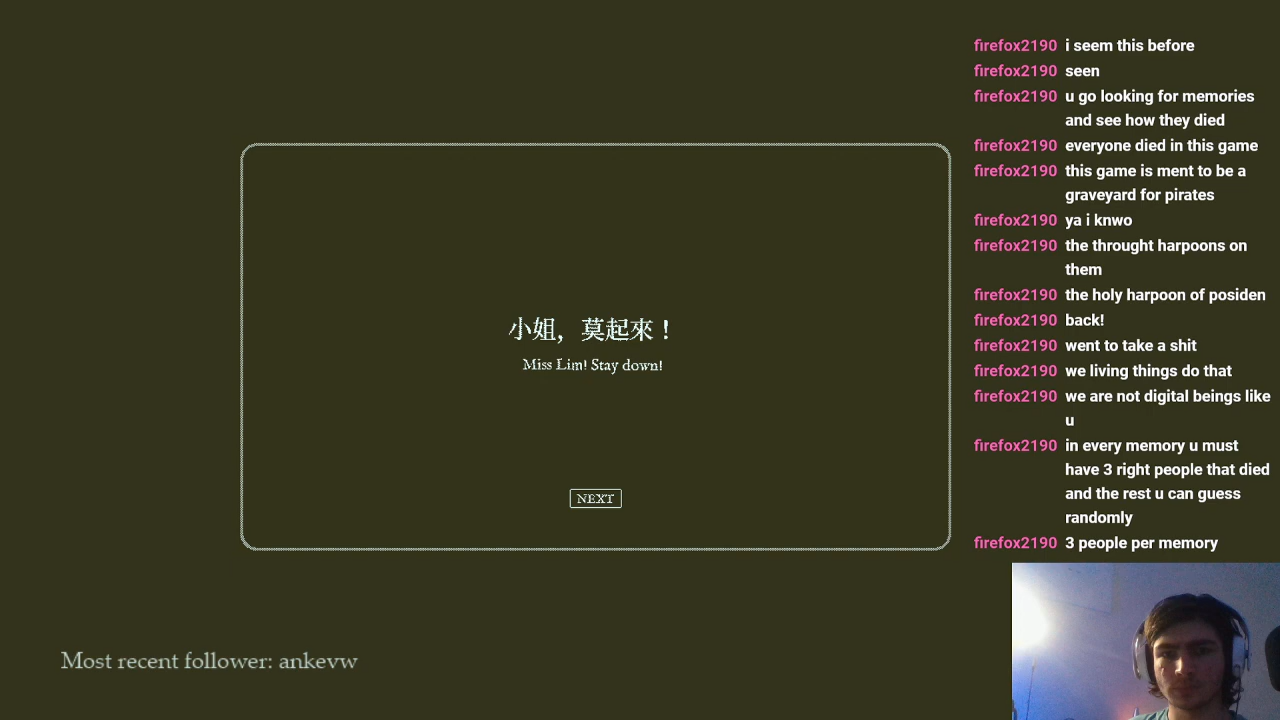 firefox2190 i seem this before
firefox2190 seen
firefox2190 u go looking for memories
and see how they died
firefox2190 everyone died in this game
firefox2190 this game is ment to be a
graveyard for pirates
firefox2190 ya i knwo
firefox2190 the throught harpoons on
them
firefox2190 the holy harpoon of posiden
firefox2190 back!
firefox2190 went to take a shit
firefox2190 we living things do that
firefox2190 we are not digital beings like
u
firefox2190 in every memory u must
have 3 right people that died
and the rest u can guess
randomly
firefox2190 3 people per memory
小姐，莫起來！
Miss Lim! Stay down!
NEXT
Most recent follower: ankevw